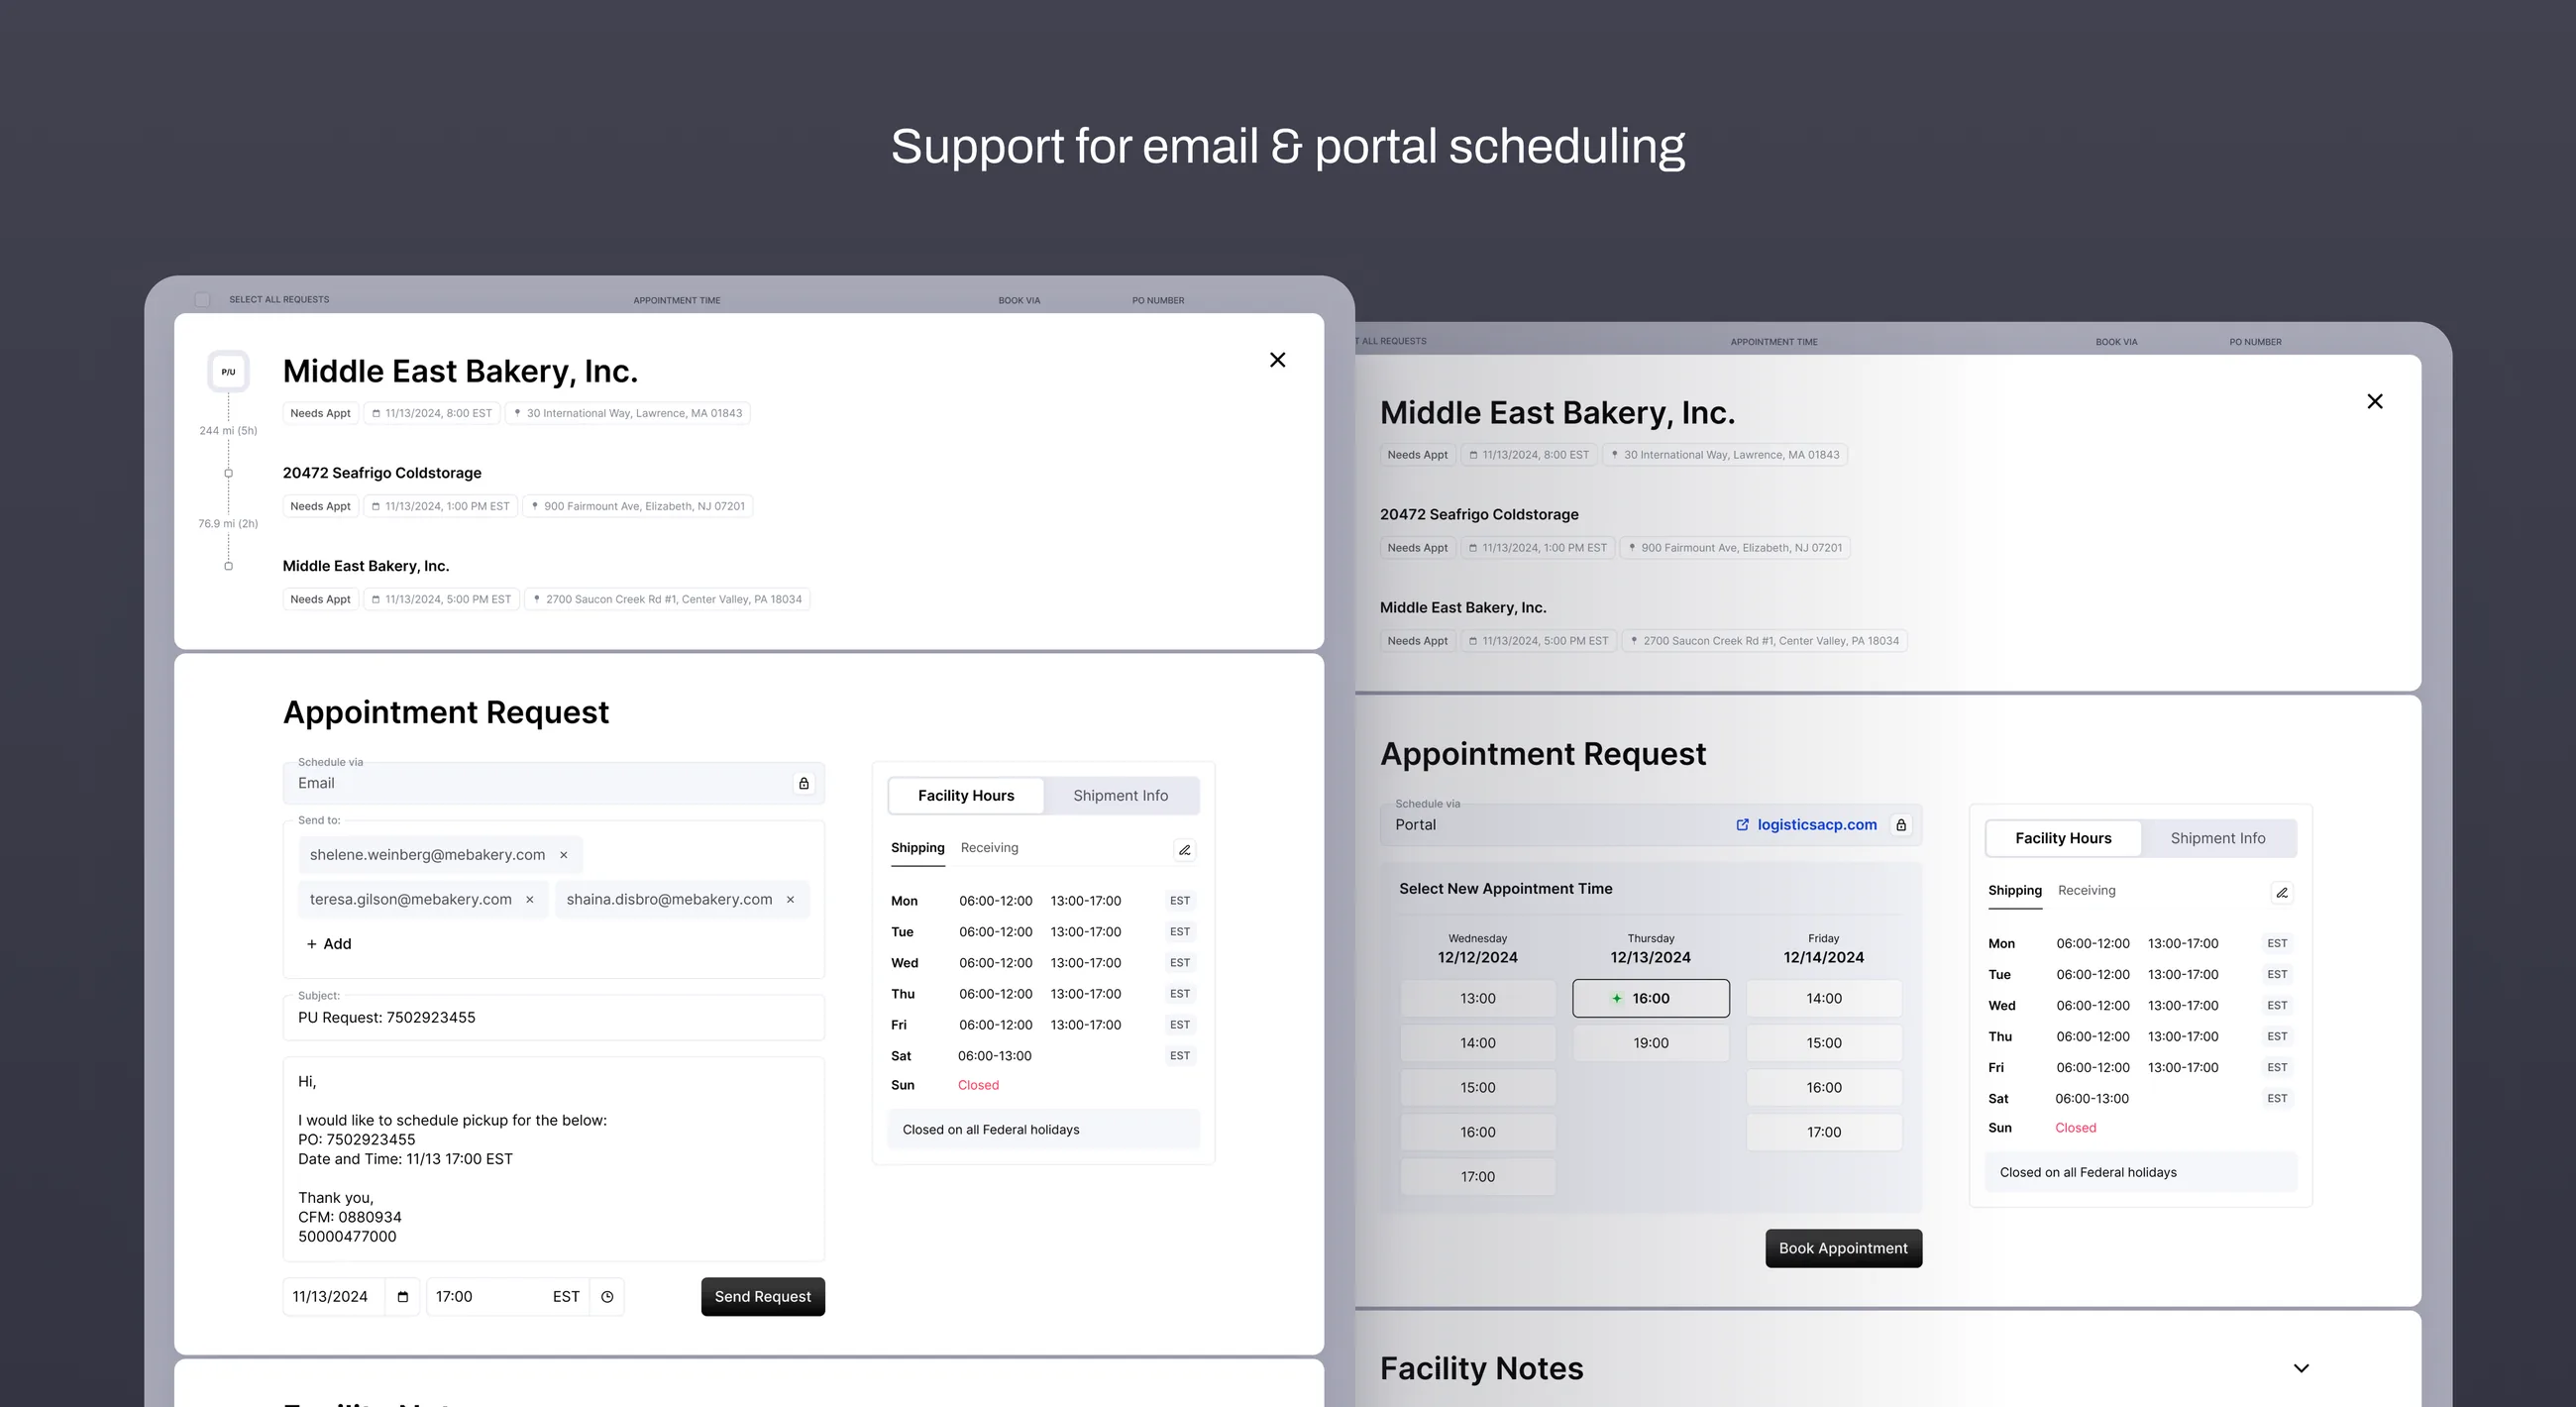 Support for email & portal scheduling
SELECT ALL REQUESTS APPOINTMENT TIME BOOK VIA PO NUMBER
P/U
Middle East Bakery, Inc.
Needs Appt 11/13/2024, 8:00 EST 30 International Way, Lawrence, MA 01843
244 mi (5h)
20472 Seafrigo Coldstorage
Needs Appt 11/13/2024, 1:00 PM EST 900 Fairmount Ave, Elizabeth, NJ 07201
76.9 mi (2h)
Middle East Bakery, Inc.
Needs Appt 11/13/2024, 5:00 PM EST 2700 Saucon Creek Rd #1, Center Valley, PA 18034
Appointment Request
Schedule via
Email
Send to:
shelene.weinberg@mebakery.com ×
teresa.gilson@mebakery.com × shaina.disbro@mebakery.com ×
+ Add
Subject:
PU Request: 7502923455
Hi,
I would like to schedule pickup for the below:
PO: 7502923455
Date and Time: 11/13 17:00 EST
Thank you,
CFM: 0880934
50000477000
11/13/2024 17:00 EST Send Request
Facility Hours Shipment Info
Shipping Receiving
Mon 06:00-12:00 13:00-17:00 EST
Tue 06:00-12:00 13:00-17:00 EST
Wed 06:00-12:00 13:00-17:00 EST
Thu 06:00-12:00 13:00-17:00 EST
Fri 06:00-12:00 13:00-17:00 EST
Sat 06:00-13:00 EST
Sun Closed
Closed on all Federal holidays
ALL REQUESTS APPOINTMENT TIME BOOK VIA PO NUMBER
Middle East Bakery, Inc.
Needs Appt 11/13/2024, 8:00 EST 30 International Way, Lawrence, MA 01843
20472 Seafrigo Coldstorage
Needs Appt 11/13/2024, 1:00 PM EST 900 Fairmount Ave, Elizabeth, NJ 07201
Middle East Bakery, Inc.
Needs Appt 11/13/2024, 5:00 PM EST 2700 Saucon Creek Rd #1, Center Valley, PA 18034
Appointment Request
Schedule via
Portal logisticsacp.com
Select New Appointment Time
Wednesday Thursday Friday
12/12/2024 12/13/2024 12/14/2024
13:00 16:00 14:00
14:00 19:00 15:00
15:00 16:00
16:00 17:00
17:00
Book Appointment
Facility Hours Shipment Info
Shipping Receiving
Mon 06:00-12:00 13:00-17:00 EST
Tue 06:00-12:00 13:00-17:00 EST
Wed 06:00-12:00 13:00-17:00 EST
Thu 06:00-12:00 13:00-17:00 EST
Fri 06:00-12:00 13:00-17:00 EST
Sat 06:00-13:00 EST
Sun Closed
Closed on all Federal holidays
Facility Notes